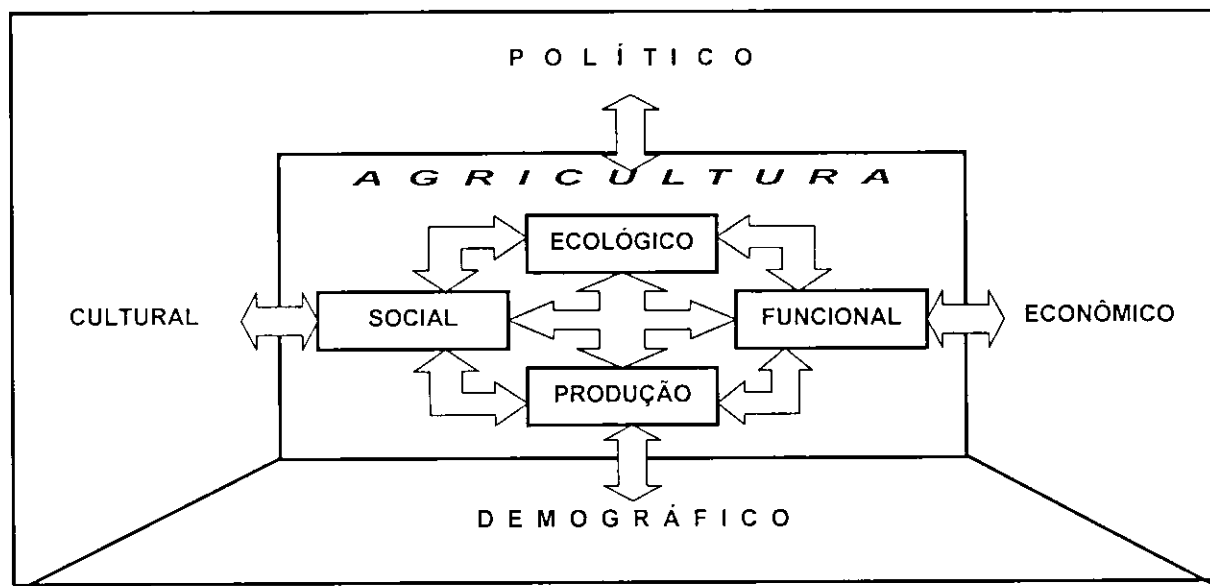 POLÍTICO
AGRICULTURA
ECOLÓGICO
CULTURAL SOCIAL FUNCIONAL ECONÔMICO
PRODUÇÃO
DEMOGRÁFICO